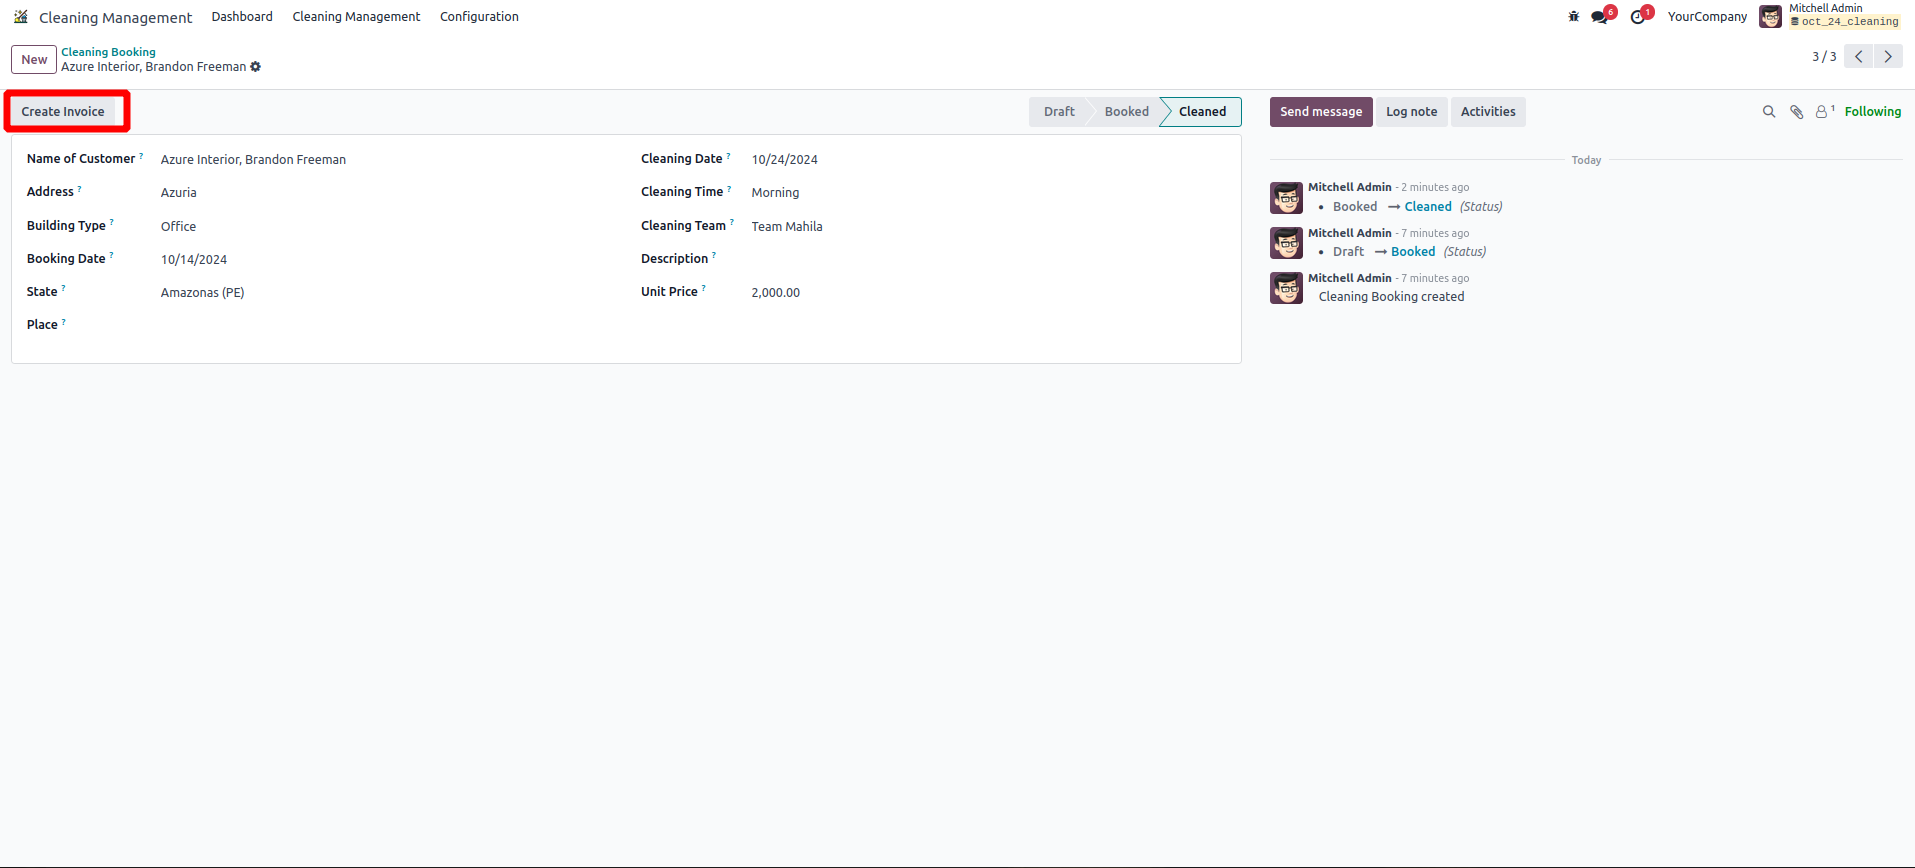 Cleaning Management Dashboard Cleaning Management Configuration
6 1 YourCompany Mitchell Admin
oct_24_cleaning
New Cleaning Booking
Azure Interior, Brandon Freeman
3 / 3
Create Invoice
Draft Booked Cleaned
Send message Log note Activities
1 Following
Name of Customer ? Azure Interior, Brandon Freeman
Address ? Azuria
Building Type ? Office
Booking Date ? 10/14/2024
State ? Amazonas (PE)
Place ?
Cleaning Date ? 10/24/2024
Cleaning Time ? Morning
Cleaning Team ? Team Mahila
Description ?
Unit Price ? 2,000.00
Today
Mitchell Admin - 2 minutes ago
• Booked → Cleaned (Status)
Mitchell Admin - 7 minutes ago
• Draft → Booked (Status)
Mitchell Admin - 7 minutes ago
Cleaning Booking created